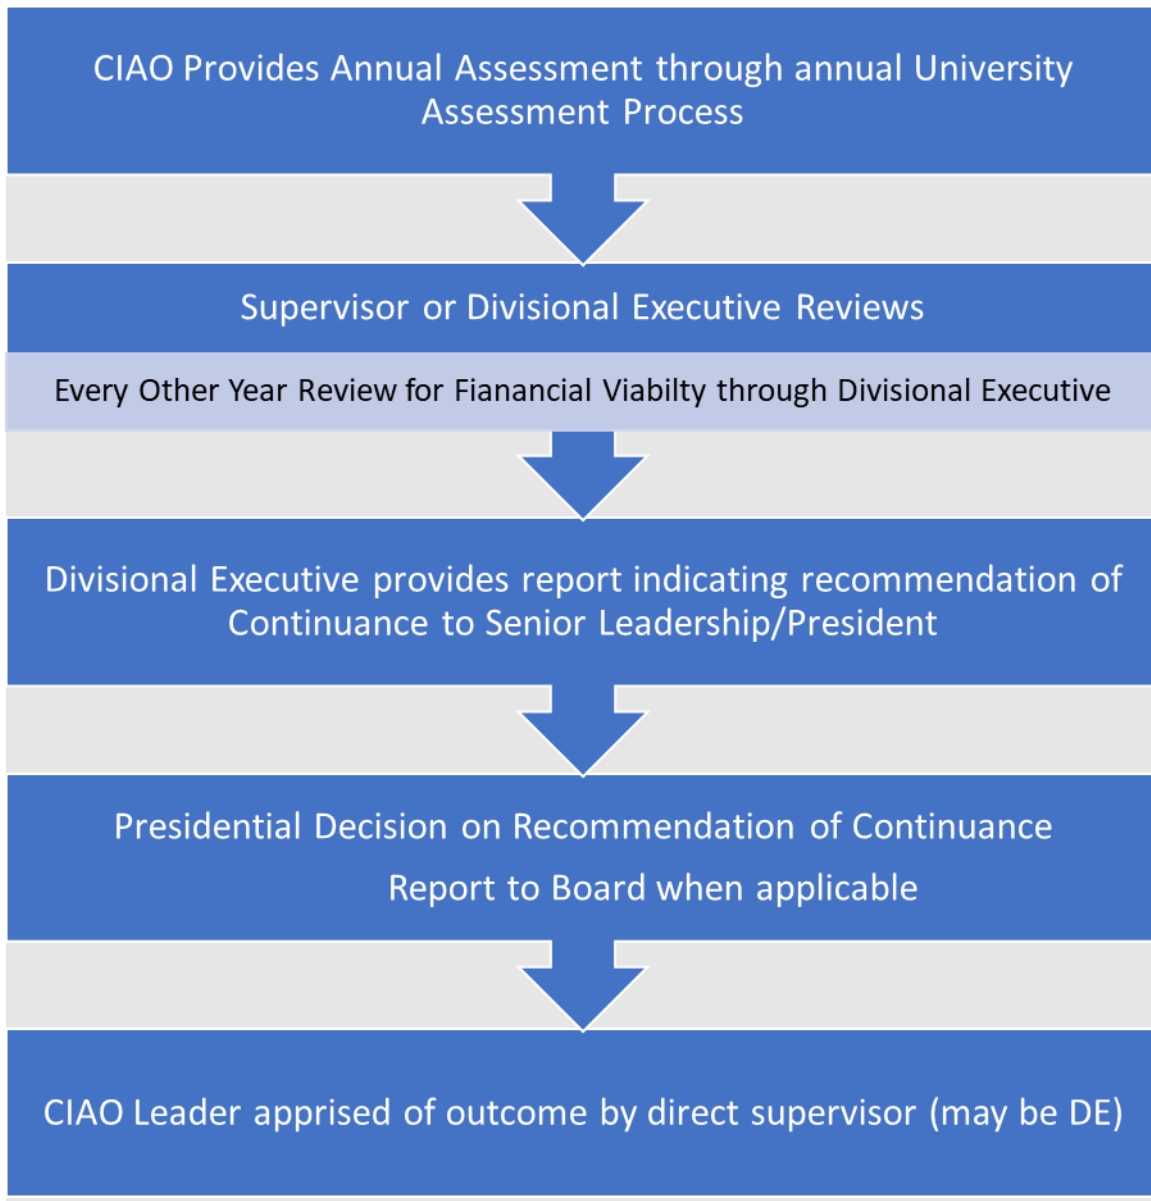 CIAO Provides Annual Assessment through annual University
Assessment Process
Supervisor or Divisional Executive Reviews
Every Other Year Review for Fianancial Viabilty through Divisional Executive
Divisional Executive provides report indicating recommendation of
Continuance to Senior Leadership/President
Presidential Decision on Recommendation of Continuance
Report to Board when applicable
CIAO Leader apprised of outcome by direct supervisor (may be DE)